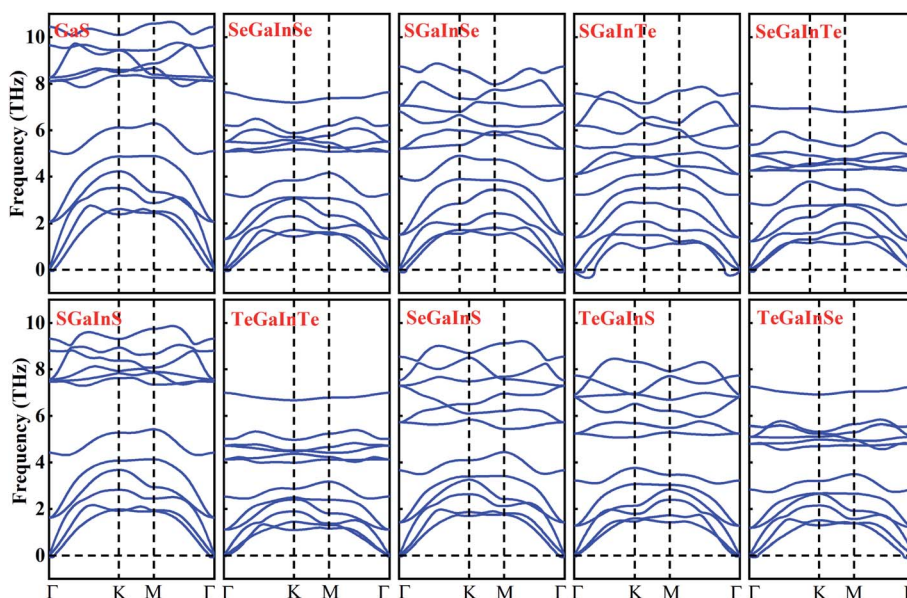 GaS SeGaInSe SGaInSe SGaInTe SeGaInTe
10
8
6
4
2
0
Frequency (THz)
SGaInS TeGaInTe SeGaInS TeGaInS TeGaInSe
10
8
6
4
2
0
Frequency (THz)
Γ K M Γ K M Γ K M Γ K M Γ K M Γ